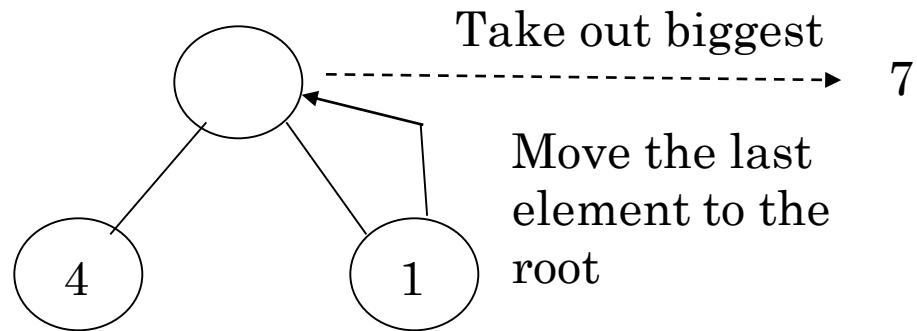 Take out biggest
7
Move the last
element to the
root
4
1